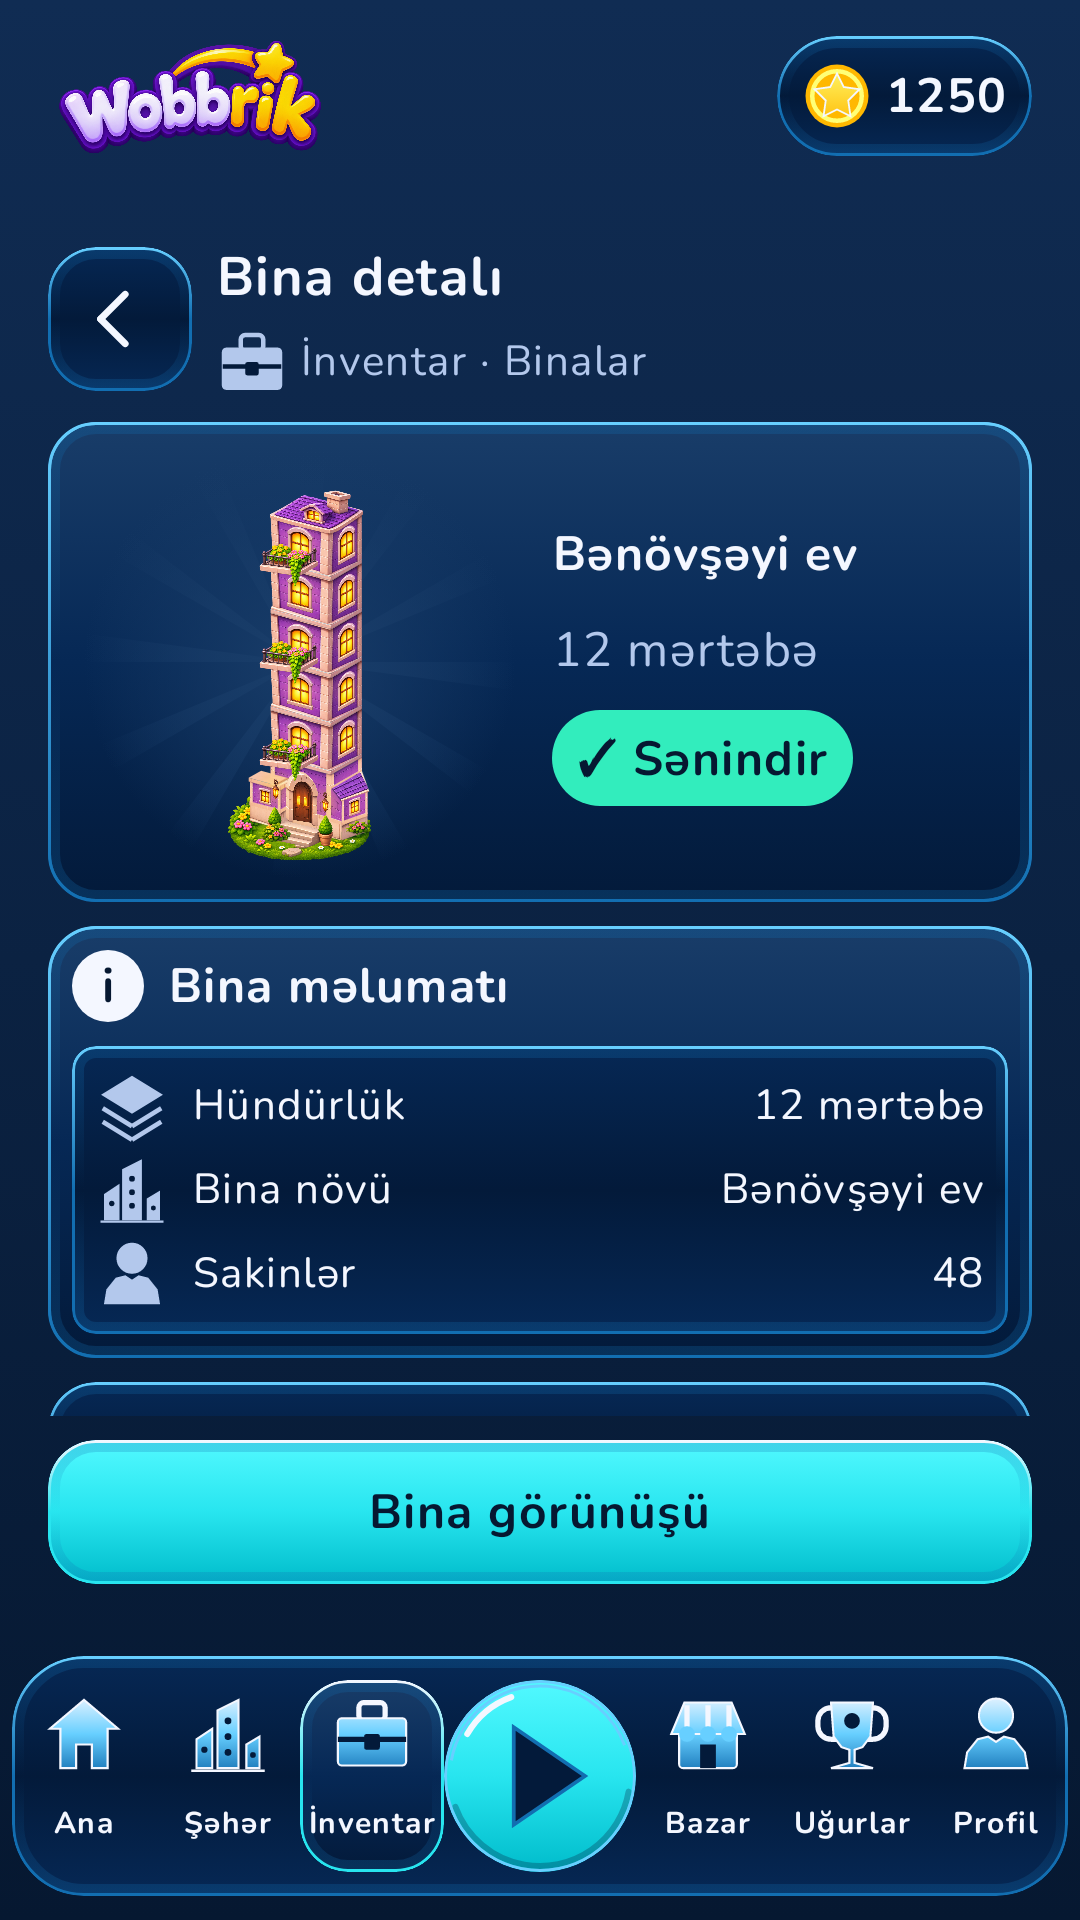 Wobbrik
1250
Bina detalı
İnventar · Binalar
Bənövşəyi ev
12 mərtəbə
✓ Sənindir
i Bina məlumatı
Hündürlük 12 mərtəbə
Bina növü Bənövşəyi ev
Sakinlər 48
Bina görünüşü
Ana Şəhər İnventar Bazar Uğurlar Profil